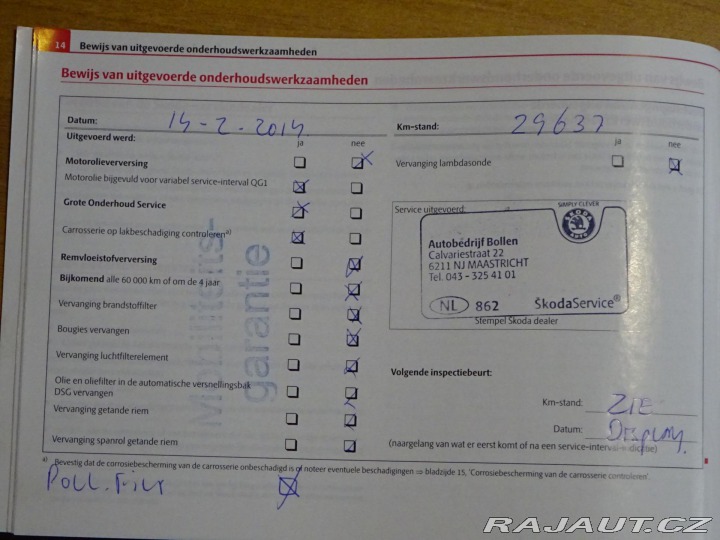 14 Bewijs van uitgevoerde onderhoudswerkzaamheden
Bewijs van uitgevoerde onderhoudswerkzaamheden
Datum: 14-2-2014.
Km-stand: 29637
Uitgevoerd werd: ja nee
ja nee
Motorolieverversing
Vervanging lambdasonde
Motorolie bijgevuld voor variabel service-interval QG1
Grote Onderhoud Service
Service uitgevoerd:
SIMPLY CLEVER
SKODA
AUTO
Carrosserie op lakbeschadiging controleren a)
Autobedrijf Bollen
Calvariestraat 22
6211 NJ MAASTRICHT
Tel. 043 - 325 41 01
NL 862 ŠkodaService®
Stempel Skoda dealer
Remvloeistofverversing
Bijkomend alle 60 000 km of om de 4 jaar
Vervanging brandstoffilter
Bougies vervangen
Vervanging luchtfilterelement
Olie en oliefilter in de automatische versnellingsbak
DSG vervangen
Vervanging getande riem
Vervanging spanrol getande riem
Mobiliteits-
garantie
Volgende inspectiebeurt:
Km-stand: ZIE
Datum: Display.
(naargelang van wat er eerst komt of na een service-interval-indicatie)
a) Bevestig dat de corrosiebescherming van de carrosserie onbeschadigd is of noteer eventuele beschadigingen ⇒ bladzijde 15, 'Corrosiebescherming van de carrosserie controleren'.
Poll. Filt
RAJAUT.CZ